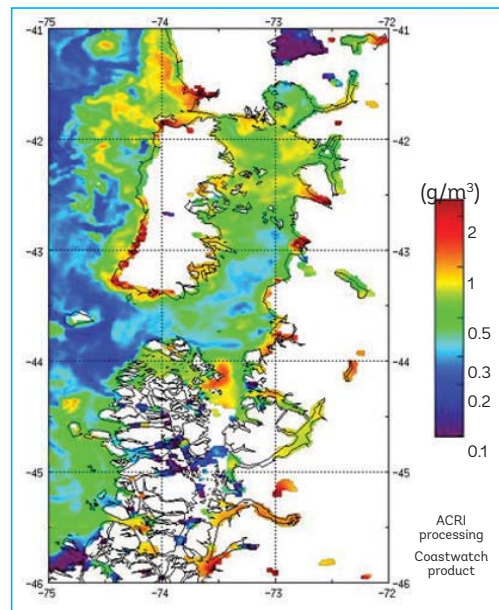 -75 -74 -73 -72
-41 -41
-42 -42
(g/m³)
2
-43 -43
1
0.5
-44 -44
0.3
0.2
0.1
-45 -45
ACRI
processing
Coastwatch
product
-46 -46
-75 -74 -73 -72